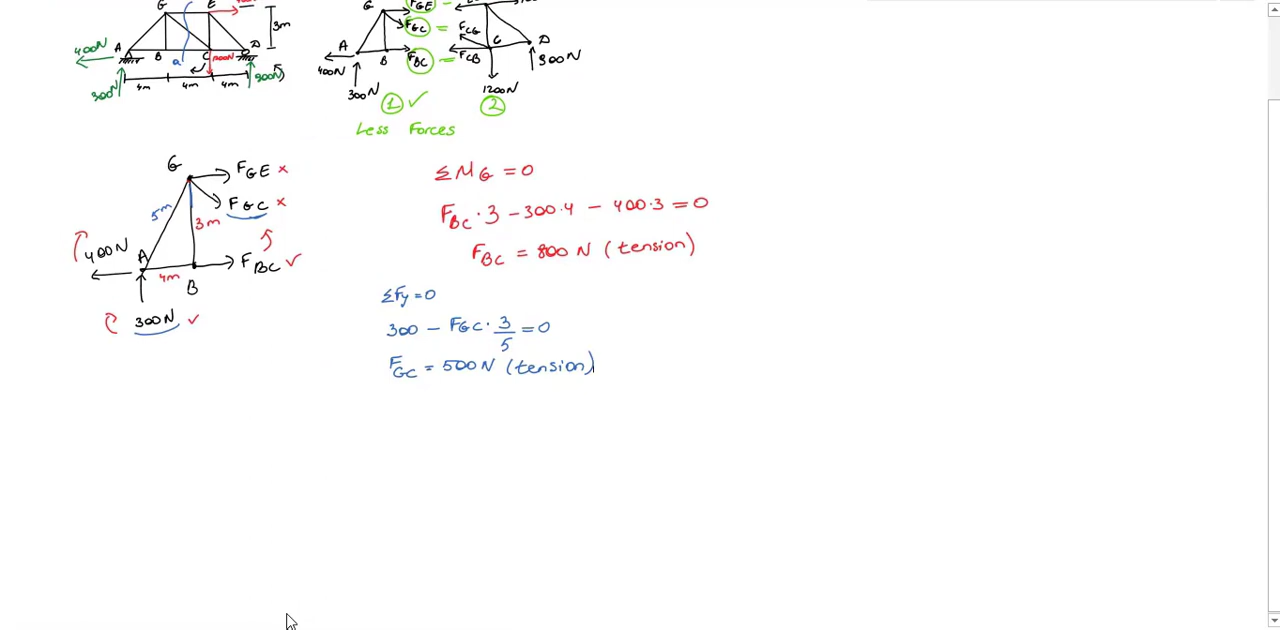 G E
3m
400N A B C D
a
300N 4m 4m 4m 900N
G FGE
FGC = FCG
A B FBC = FCB C D
400N 300N 900N
1200N
① ✓ ②
Less Forces
G FGE ×
FGC ×
5m 3m
400N A FBC ✓
4m B
300N ✓
ΣMG = 0
FBC · 3 - 300·4 - 400·3 = 0
FBC = 800 N (tension)
ΣFy = 0
300 - FGC · 3/5 = 0
FGC = 500 N (tension)